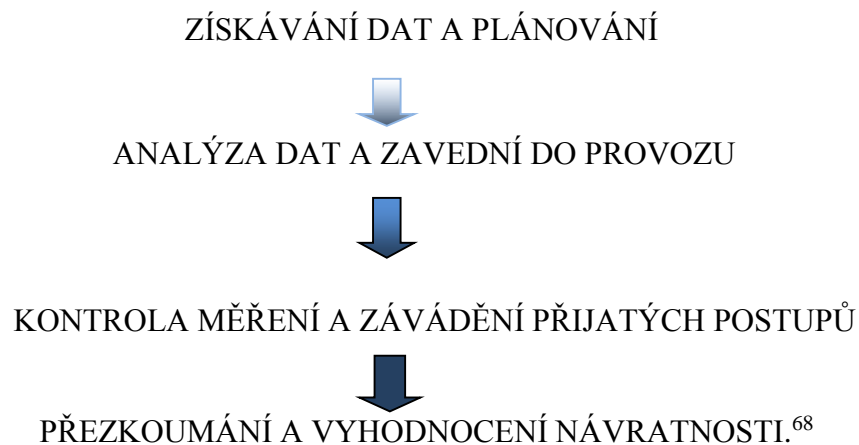 ZÍSKÁVÁNÍ DAT A PLÁNOVÁNÍ
ANALÝZA DAT A ZAVEDNÍ DO PROVOZU
KONTROLA MĚŘENÍ A ZÁVÁDĚNÍ PŘIJATÝCH POSTUPŮ
PŘEZKOUMÁNÍ A VYHODNOCENÍ NÁVRATNOSTI.⁶⁸